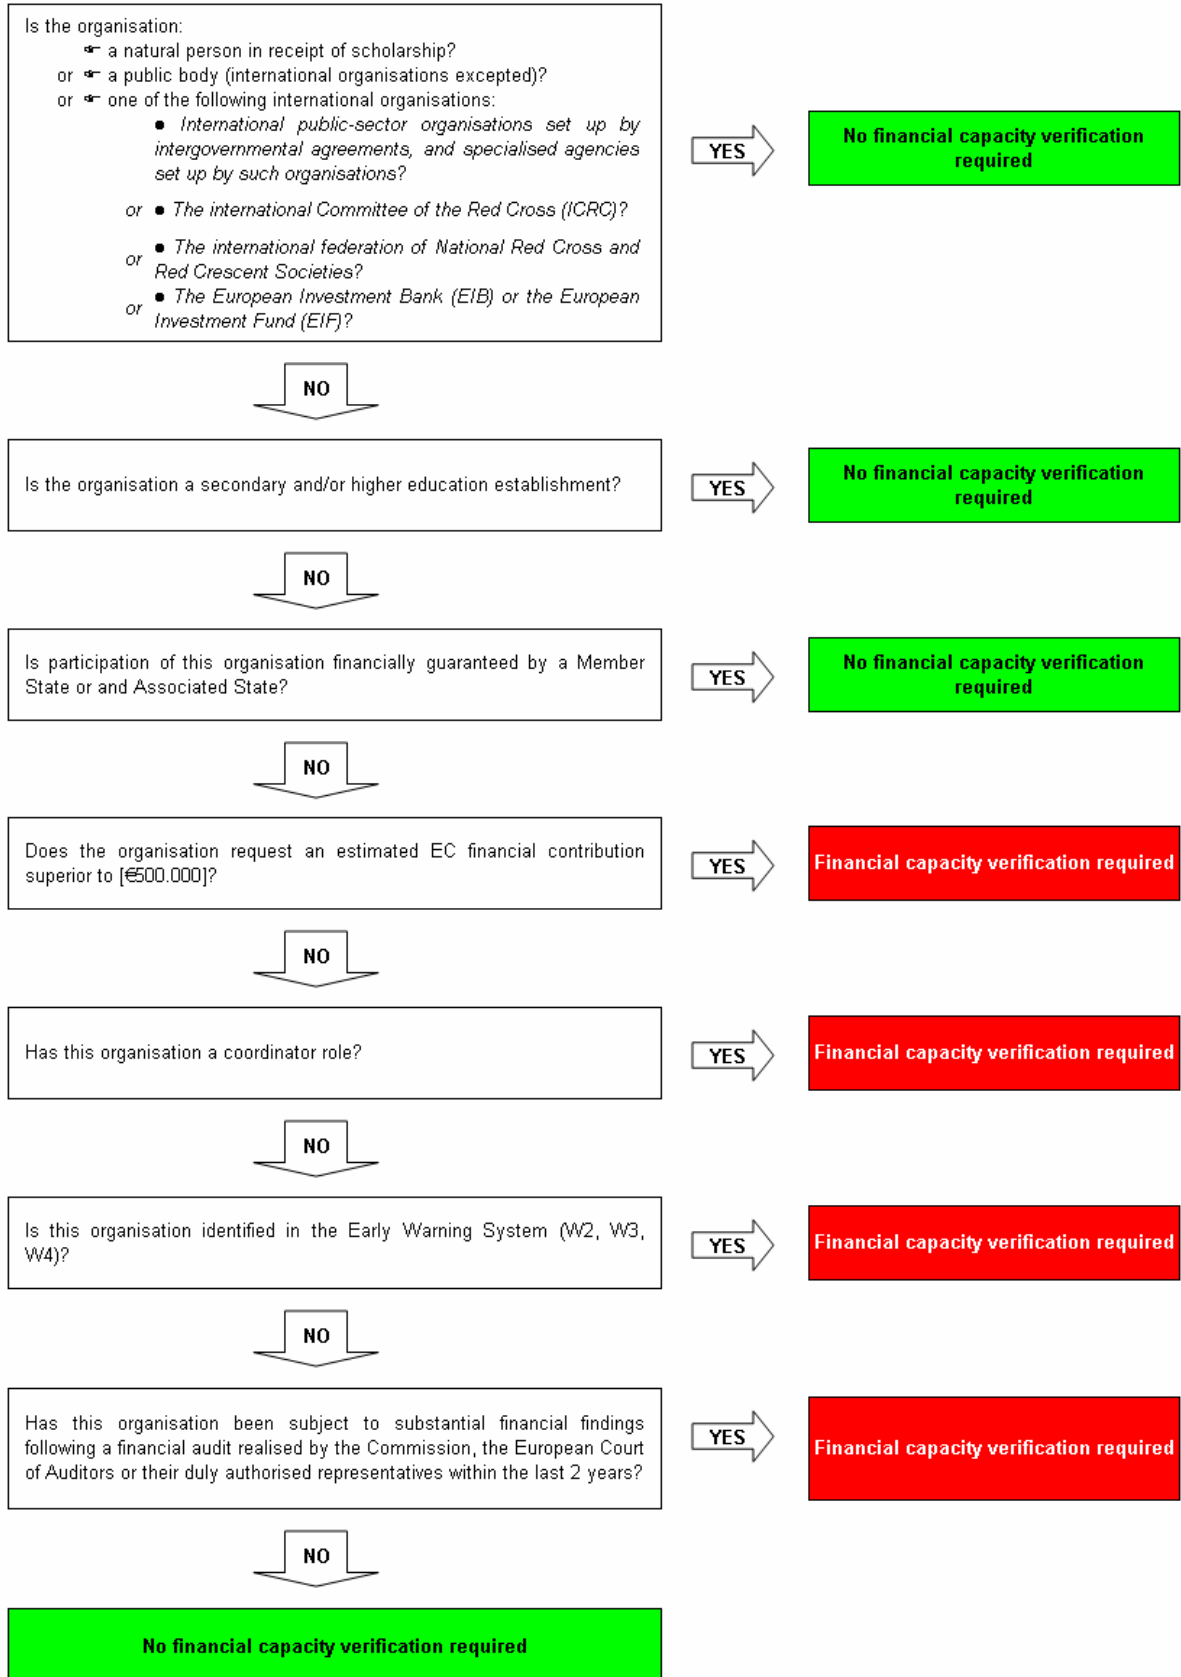 Is the organisation:
☛ a natural person in receipt of scholarship?
or ☛ a public body (international organisations excepted)?
or ☛ one of the following international organisations:
● International public-sector organisations set up by
intergovernmental agreements, and specialised agencies
set up by such organisations?
or ● The international Committee of the Red Cross (ICRC)?
or ● The international federation of National Red Cross and
Red Crescent Societies?
or ● The European Investment Bank (EIB) or the European
Investment Fund (EIF)?
YES
No financial capacity verification
required
NO
Is the organisation a secondary and/or higher education establishment?
YES
No financial capacity verification
required
NO
Is participation of this organisation financially guaranteed by a Member
State or and Associated State?
YES
No financial capacity verification
required
NO
Does the organisation request an estimated EC financial contribution
superior to [€500.000]?
YES
Financial capacity verification required
NO
Has this organisation a coordinator role?
YES
Financial capacity verification required
NO
Is this organisation identified in the Early Warning System (W2, W3,
W4)?
YES
Financial capacity verification required
NO
Has this organisation been subject to substantial financial findings
following a financial audit realised by the Commission, the European Court
of Auditors or their duly authorised representatives within the last 2 years?
YES
Financial capacity verification required
NO
No financial capacity verification required